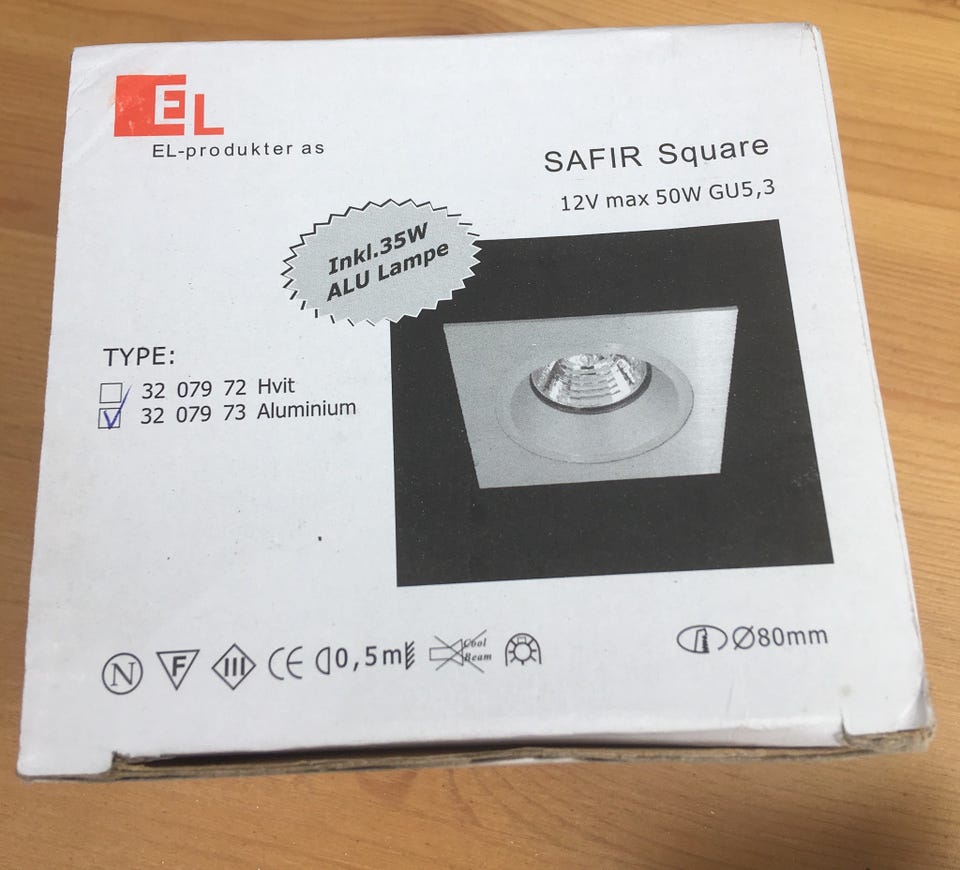 EL
EL-produkter as
SAFIR Square
12V max 50W GU5,3
Inkl.35W
ALU Lampe
TYPE:
32 079 72 Hvit
32 079 73 Aluminium
N F III CE 0,5m Cool Beam
Ø80mm